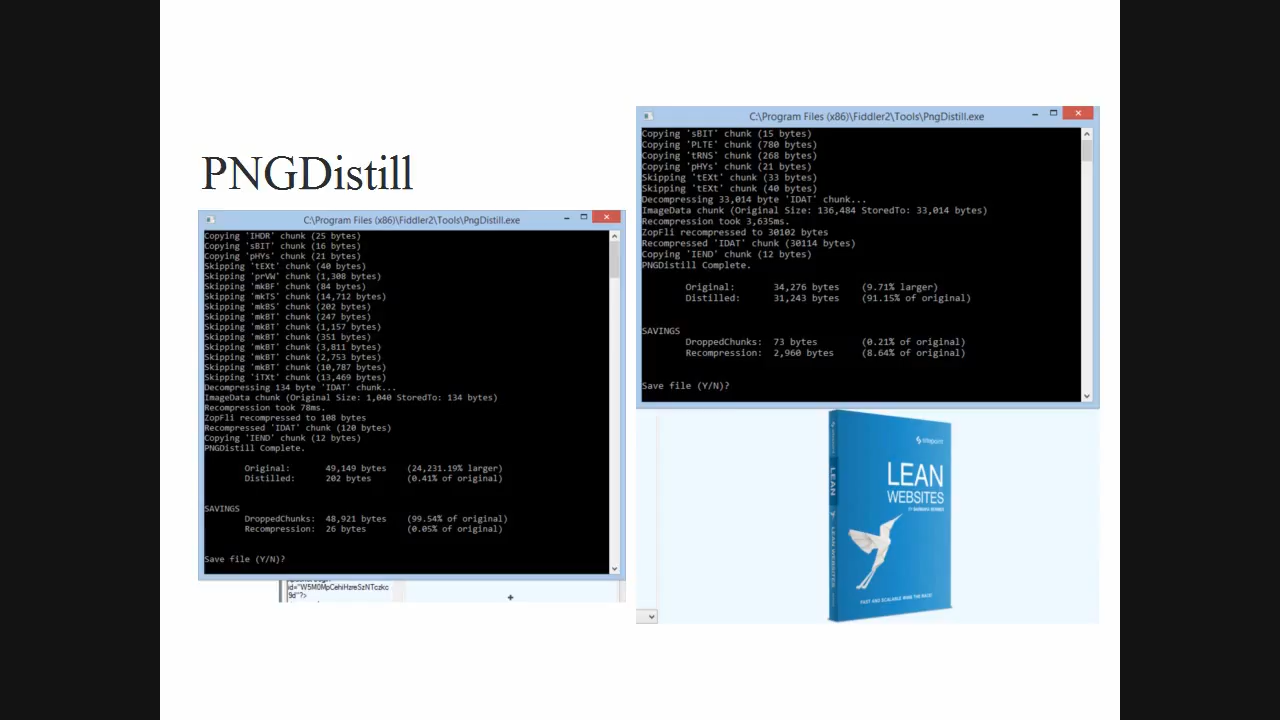 PNGDistill
C:\Program Files (x86)\Fiddler2\Tools\PngDistill.exe
Copying 'IHDR' chunk (25 bytes)
Copying 'sBIT' chunk (16 bytes)
Copying 'pHYs' chunk (21 bytes)
Skipping 'tEXt' chunk (40 bytes)
Skipping 'prVW' chunk (1,308 bytes)
Skipping 'mkBF' chunk (84 bytes)
Skipping 'mkTS' chunk (14,712 bytes)
Skipping 'mkBS' chunk (202 bytes)
Skipping 'mkBT' chunk (247 bytes)
Skipping 'mkBT' chunk (1,157 bytes)
Skipping 'mkBT' chunk (351 bytes)
Skipping 'mkBT' chunk (3,811 bytes)
Skipping 'mkBT' chunk (2,753 bytes)
Skipping 'mkBT' chunk (10,787 bytes)
Skipping 'iTXt' chunk (13,469 bytes)
Decompressing 134 byte 'IDAT' chunk...
ImageData chunk (Original Size: 1,040 StoredTo: 134 bytes)
Recompression took 78ms.
ZopFli recompressed to 108 bytes
Recompressed 'IDAT' chunk (120 bytes)
Copying 'IEND' chunk (12 bytes)
PNGDistill Complete.
Original: 49,149 bytes (24,231.19% larger)
Distilled: 202 bytes (0.41% of original)
SAVINGS
DroppedChunks: 48,921 bytes (99.54% of original)
Recompression: 26 bytes (0.05% of original)
Save file (Y/N)?
id="W5M0MpCehiHzreSzNTczkc
9d"?>
C:\Program Files (x86)\Fiddler2\Tools\PngDistill.exe
Copying 'sBIT' chunk (15 bytes)
Copying 'PLTE' chunk (780 bytes)
Copying 'tRNS' chunk (268 bytes)
Copying 'pHYs' chunk (21 bytes)
Skipping 'tEXt' chunk (33 bytes)
Skipping 'tEXt' chunk (40 bytes)
Decompressing 33,014 byte 'IDAT' chunk...
ImageData chunk (Original Size: 136,484 StoredTo: 33,014 bytes)
Recompression took 3,635ms.
ZopFli recompressed to 30102 bytes
Recompressed 'IDAT' chunk (30114 bytes)
Copying 'IEND' chunk (12 bytes)
PNGDistill Complete.
Original: 34,276 bytes (9.71% larger)
Distilled: 31,243 bytes (91.15% of original)
SAVINGS
DroppedChunks: 73 bytes (0.21% of original)
Recompression: 2,960 bytes (8.64% of original)
Save file (Y/N)?
sitepoint
LEAN
WEBSITES
BY BARBARA BERMES
FAST AND SCALABLE WINS THE RACE!
LEAN WEBSITES